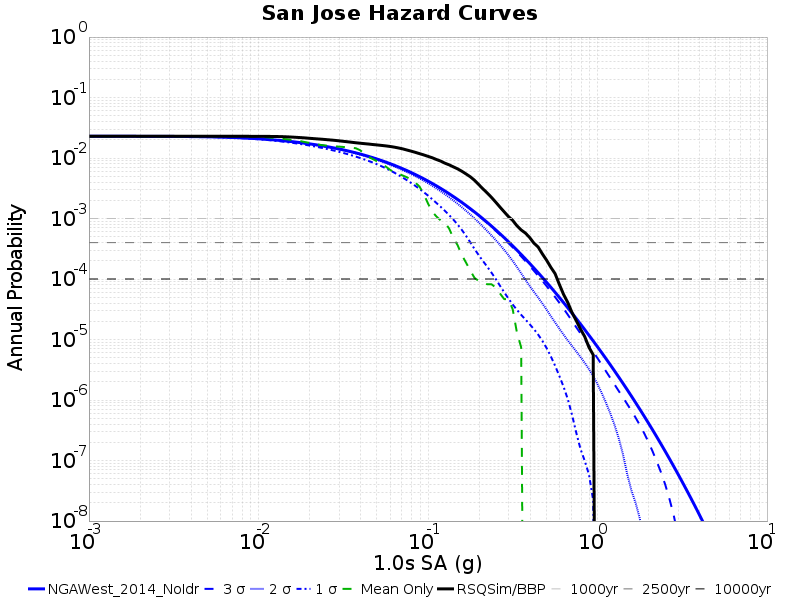 San Jose Hazard Curves
Annual Probability
10^0
10^-1
10^-2
10^-3
10^-4
10^-5
10^-6
10^-7
10^-8
10^-3 10^-2 10^-1 10^0 10^1
1.0s SA (g)
NGAWest_2014_NoIdr 3 σ 2 σ 1 σ Mean Only RSQSim/BBP 1000yr 2500yr 10000yr